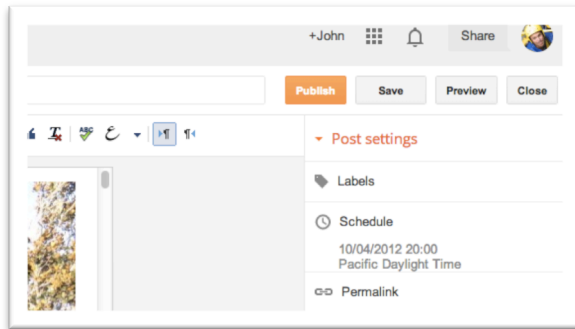 +John Share
Publish Save Preview Close
ABC ع
Post settings
Labels
Schedule
10/04/2012 20:00
Pacific Daylight Time
Permalink